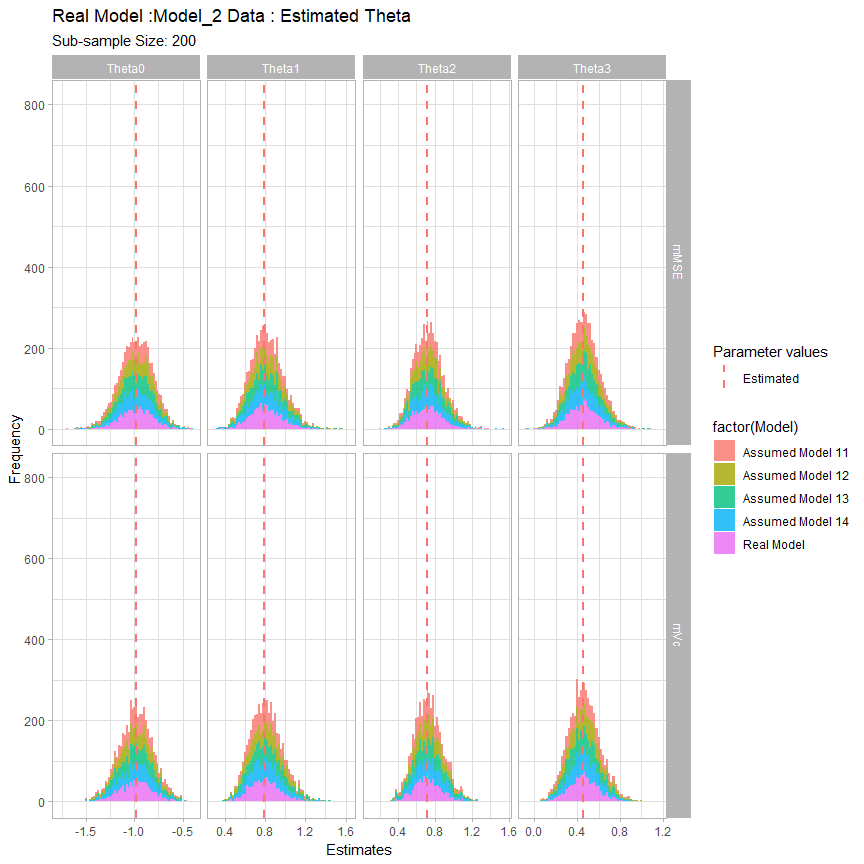 Real Model :Model_2 Data : Estimated Theta
Sub-sample Size: 200
Theta0 Theta1 Theta2 Theta3
800
600
400
200
0
mMSE
800
600
400
200
0
mVc
Frequency
-1.5 -1.0 -0.5 0.4 0.8 1.2 1.6 0.4 0.8 1.2 1.6 0.0 0.4 0.8 1.2
Estimates
Parameter values
Estimated
factor(Model)
Assumed Model 11
Assumed Model 12
Assumed Model 13
Assumed Model 14
Real Model